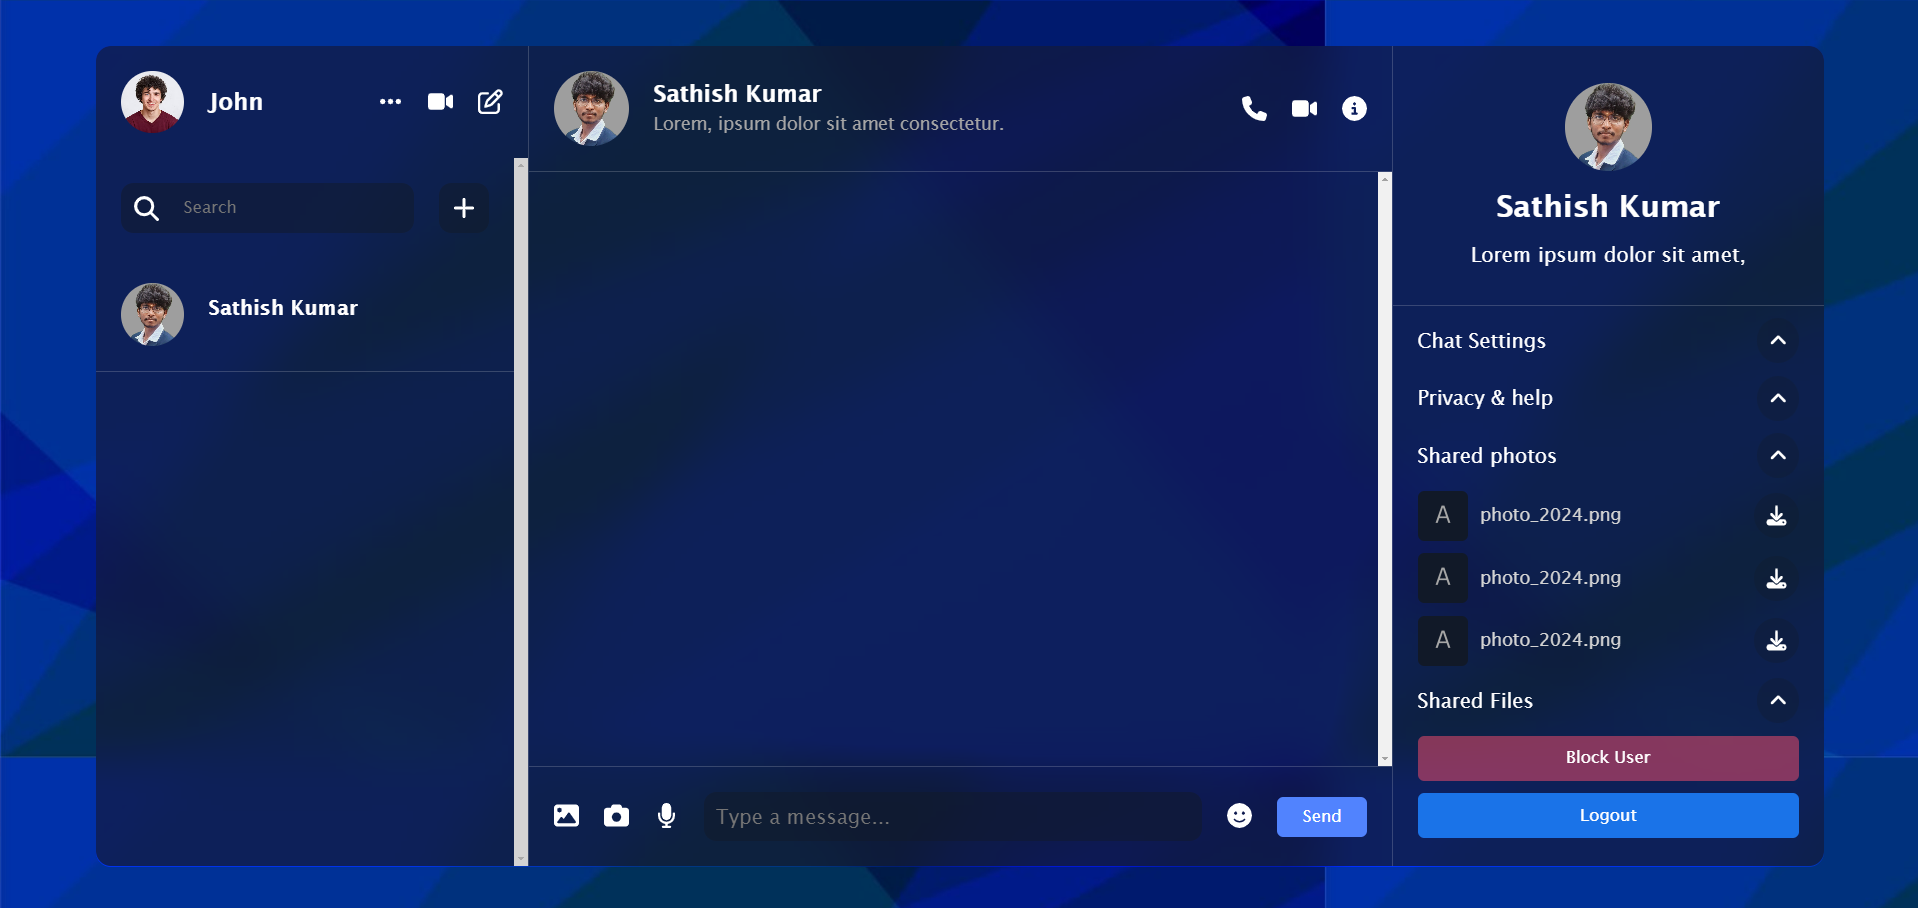 John
Search
Sathish Kumar
Sathish Kumar
Lorem, ipsum dolor sit amet consectetur.
Type a message...
Send
Sathish Kumar
Lorem ipsum dolor sit amet,
Chat Settings
Privacy & help
Shared photos
A photo_2024.png
A photo_2024.png
A photo_2024.png
Shared Files
Block User
Logout